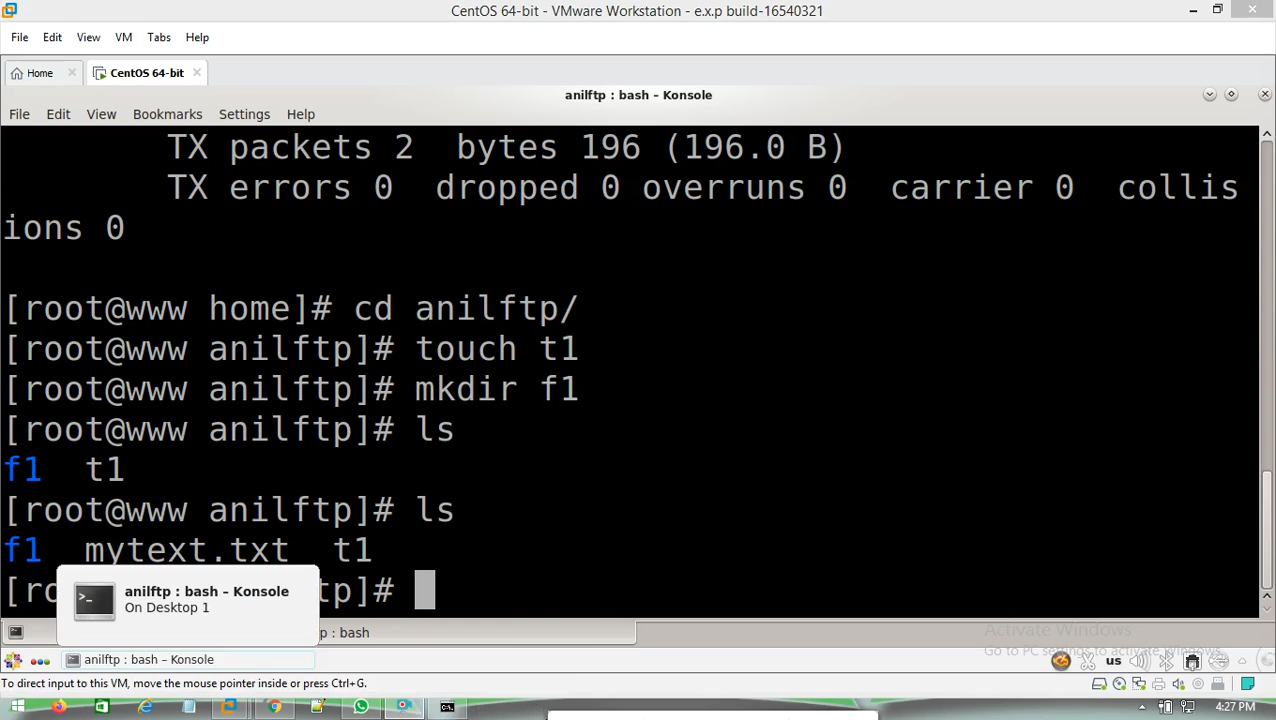 CentOS 64-bit - VMware Workstation - e.x.p build-16540321
File Edit View VM Tabs Help
Home CentOS 64-bit
anilftp : bash – Konsole
File Edit View Bookmarks Settings Help
TX packets 2  bytes 196 (196.0 B)
TX errors 0  dropped 0 overruns 0  carrier 0  collis
ions 0
[root@www home]# cd anilftp/
[root@www anilftp]# touch t1
[root@www anilftp]# mkdir f1
[root@www anilftp]# ls
f1  t1
[root@www anilftp]# ls
f1  mytext.txt  t1
[ro tp]#
anilftp : bash – Konsole
On Desktop 1
p : bash
Activate Windows
Go to PC settings to activate Windows.
anilftp : bash – Konsole
us
To direct input to this VM, move the mouse pointer inside or press Ctrl+G.
4:27 PM